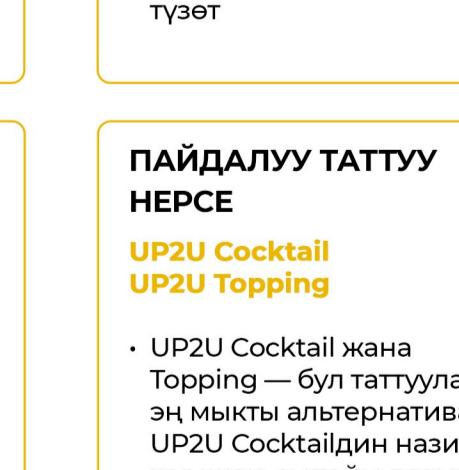 түзөт
ПАЙДАЛУУ ТАТТУУ
НЕРСЕ
UP2U Cocktail
UP2U Topping
• UP2U Cocktail жана
Topping — бул таттуула
эң мыкты альтернатива
UP2U Cocktailдин нази